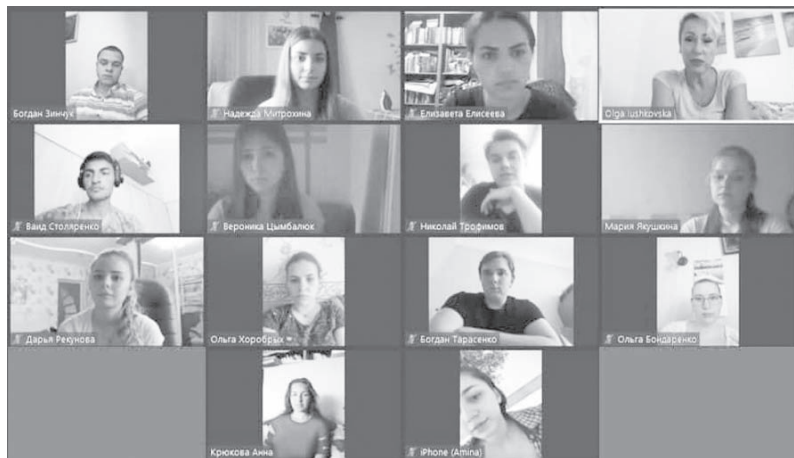 Богдан Зинчук
Надежда Митрохина
Елизавета Елисеева
Olga Iushkovska
Ваид Столяренко
Вероника Цымбалюк
Николай Трофимов
Мария Якушкина
Дарья Рекунова
Ольга Хоробрых
Богдан Тарасенко
Ольга Бондаренко
Крюкова Анна
iPhone (Amina)